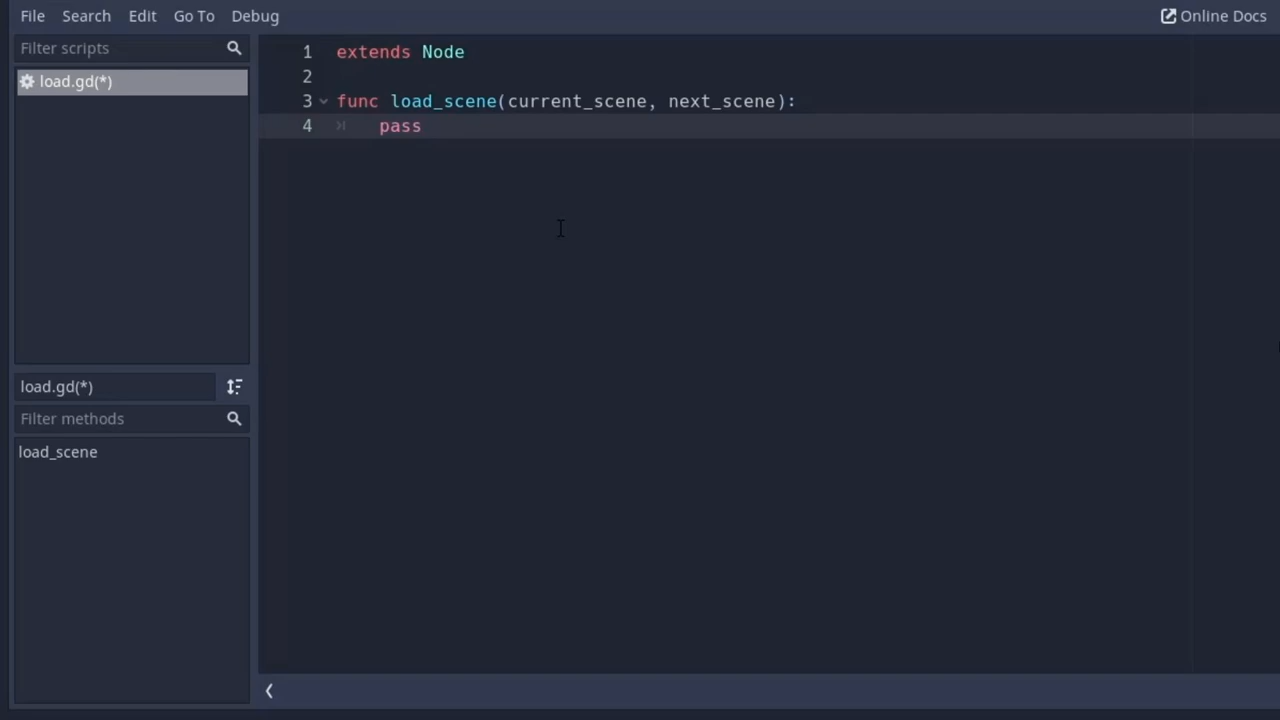 File Search Edit Go To Debug Online Docs
Filter scripts
load.gd(*)
load.gd(*)
Filter methods
load_scene
1 extends Node
2
3 func load_scene(current_scene, next_scene):
4 pass